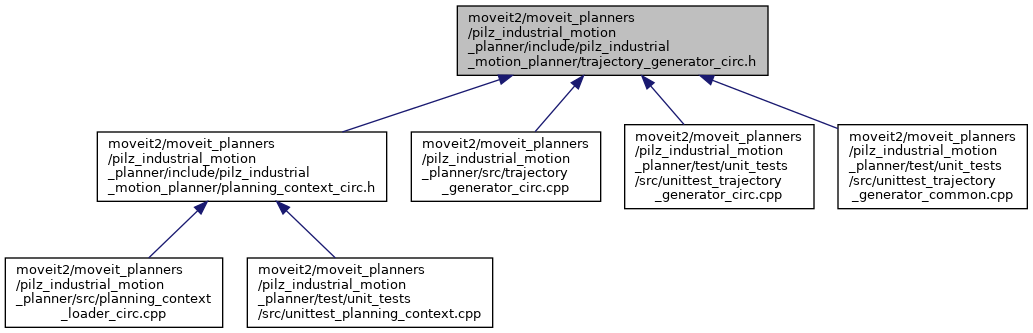 moveit2/moveit_planners
/pilz_industrial_motion
_planner/include/pilz_industrial
_motion_planner/trajectory_generator_circ.h
moveit2/moveit_planners
/pilz_industrial_motion
_planner/include/pilz_industrial
_motion_planner/planning_context_circ.h
moveit2/moveit_planners
/pilz_industrial_motion
_planner/src/trajectory
_generator_circ.cpp
moveit2/moveit_planners
/pilz_industrial_motion
_planner/test/unit_tests
/src/unittest_trajectory
_generator_circ.cpp
moveit2/moveit_planners
/pilz_industrial_motion
_planner/test/unit_tests
/src/unittest_trajectory
_generator_common.cpp
moveit2/moveit_planners
/pilz_industrial_motion
_planner/src/planning_context
_loader_circ.cpp
moveit2/moveit_planners
/pilz_industrial_motion
_planner/test/unit_tests
/src/unittest_planning_context.cpp